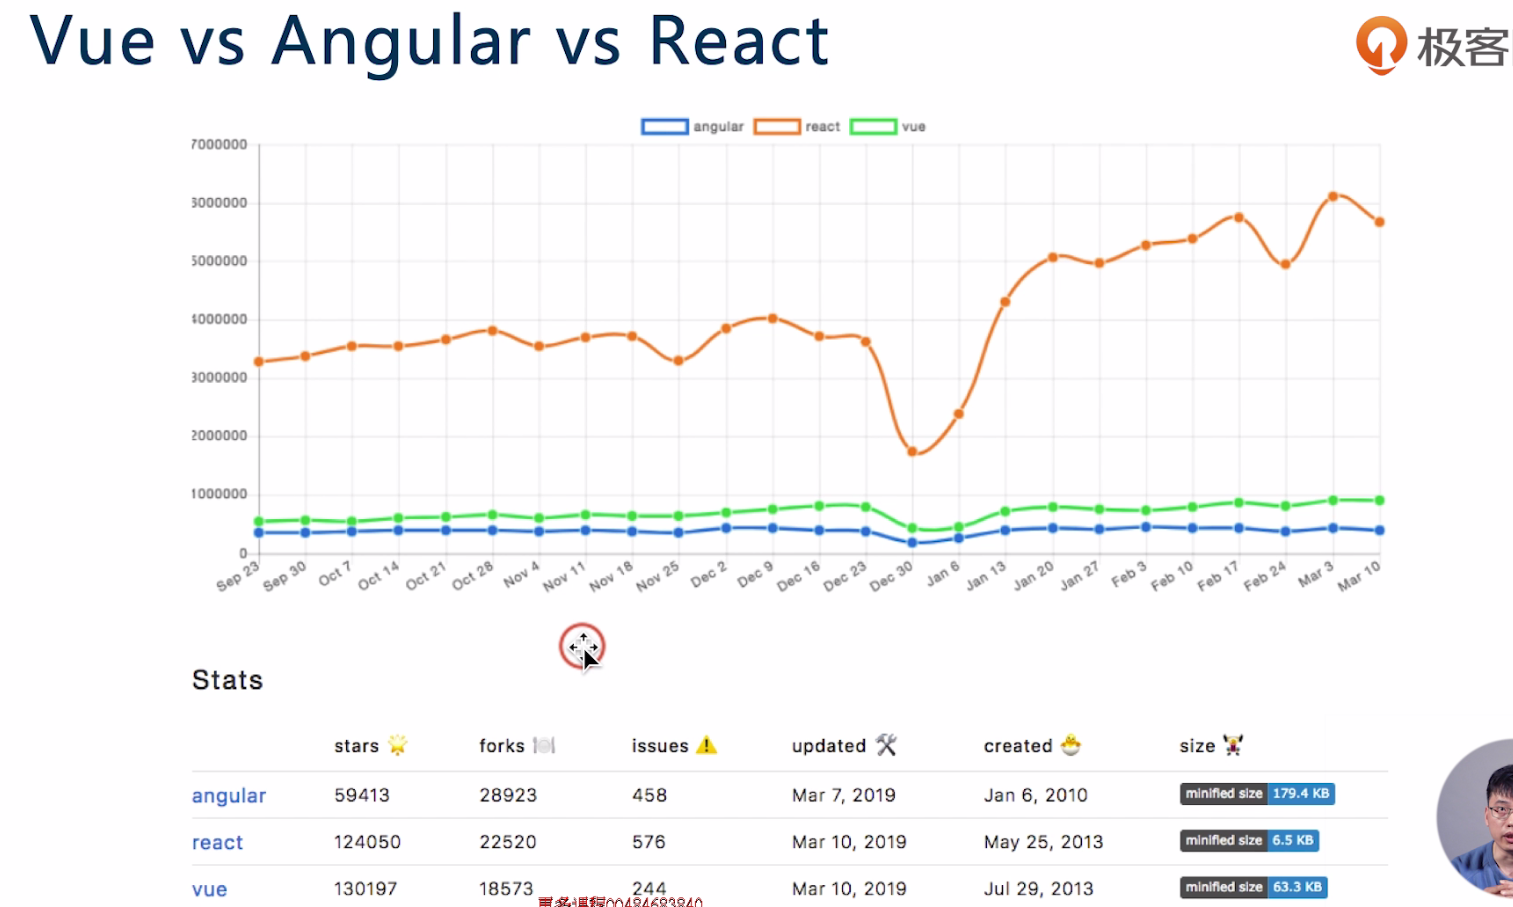 Vue vs Angular vs React
极客
angular react vue
7000000
6000000
5000000
4000000
3000000
2000000
1000000
0
Sep 23 Sep 30 Oct 7 Oct 14 Oct 21 Oct 28 Nov 4 Nov 11 Nov 18 Nov 25 Dec 2 Dec 9 Dec 16 Dec 23 Dec 30 Jan 6 Jan 13 Jan 20 Jan 27 Feb 3 Feb 10 Feb 17 Feb 24 Mar 3 Mar 10
Stats
stars forks issues updated created size
angular 59413 28923 458 Mar 7, 2019 Jan 6, 2010 minified size 179.4 KB
react 124050 22520 576 Mar 10, 2019 May 25, 2013 minified size 6.5 KB
vue 130197 18573 244 Mar 10, 2019 Jul 29, 2013 minified size 63.3 KB